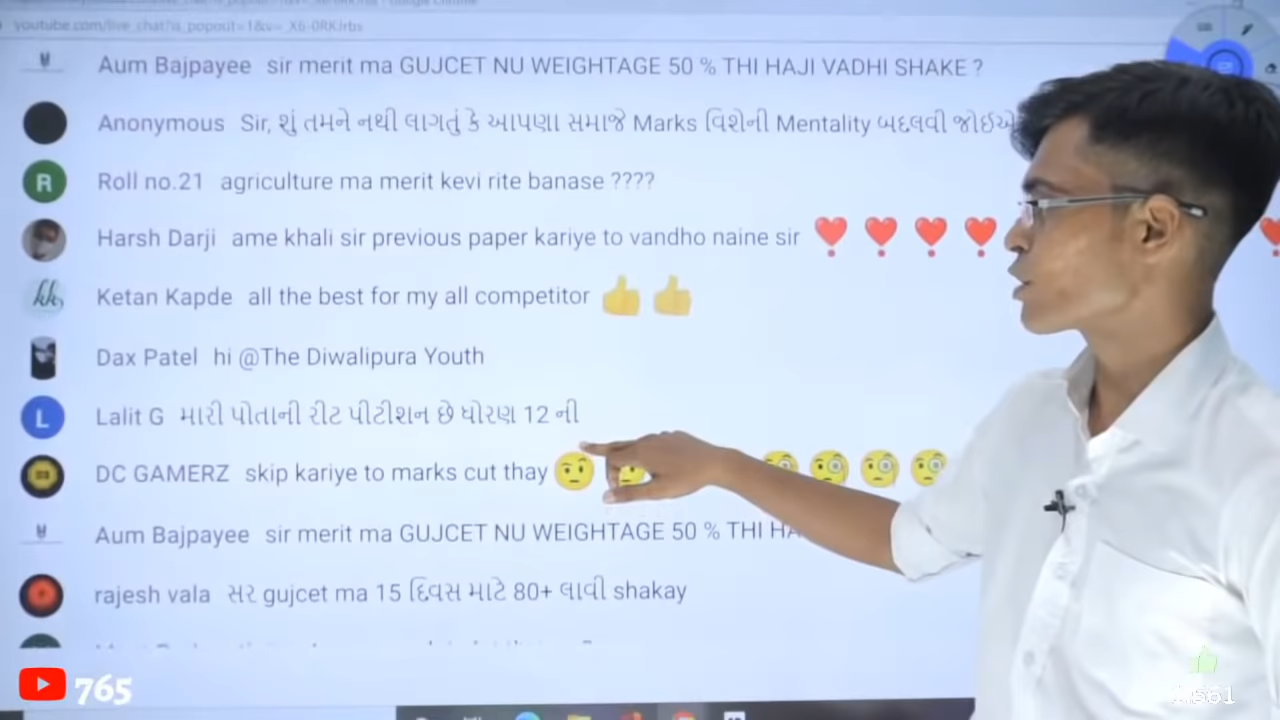 youtube.com/live_chat?is_popout=1&v=_X6-0RKJrbs
Aum Bajpayee sir merit ma GUJCET NU WEIGHTAGE 50 % THI HAJI VADHI SHAKE ?
Anonymous Sir, શું તમને નથી લાગતું કે આપણા સમાજે Marks વિશેની Mentality બદલવી જોઈએ
Roll no.21 agriculture ma merit kevi rite banase ????
Harsh Darji ame khali sir previous paper kariye to vandho naine sir ❣️❣️❣️❣️
Ketan Kapde all the best for my all competitor 👍👍
Dax Patel hi @The Diwalipura Youth
Lalit G મારી પોતાની રીટ પીટીશન છે ધોરણ 12 ની
DC GAMERZ skip kariye to marks cut thay
Aum Bajpayee sir merit ma GUJCET NU WEIGHTAGE 50 % THI
rajesh vala સર gujcet ma 15 દિવસ માટે 80+ લાવી shakay
765